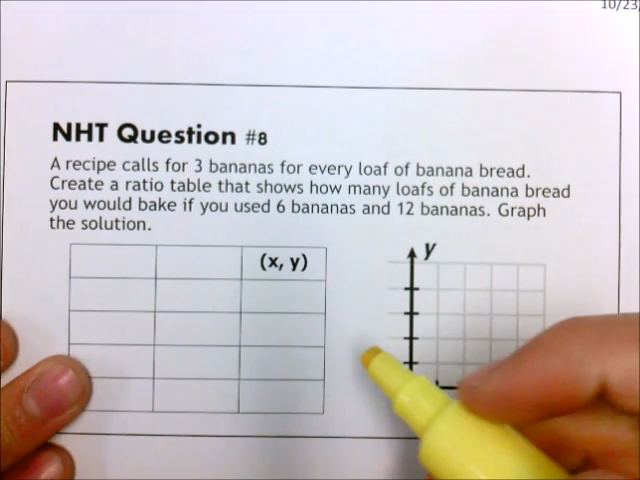 10/23/
NHT Question #8
A recipe calls for 3 bananas for every loaf of banana bread.
Create a ratio table that shows how many loafs of banana bread
you would bake if you used 6 bananas and 12 bananas. Graph
the solution.
(x, y)
y